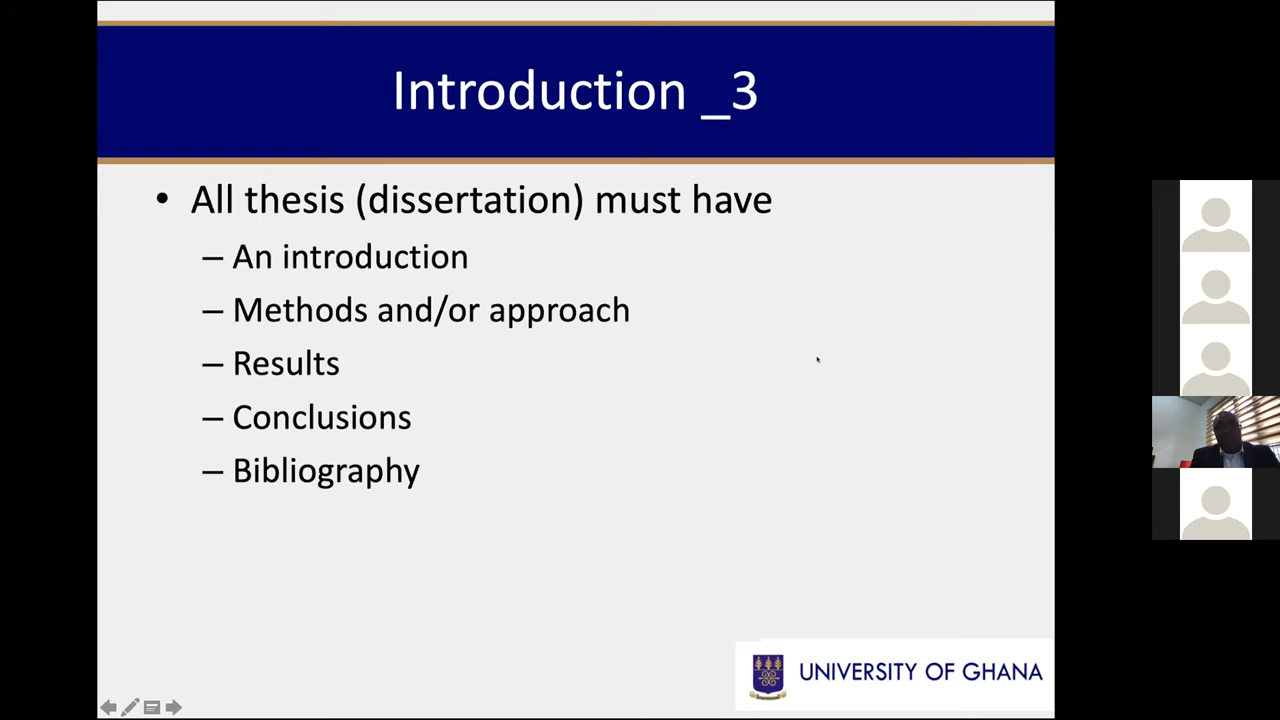 Introduction _3
• All thesis (dissertation) must have
– An introduction
– Methods and/or approach
– Results
– Conclusions
– Bibliography
UNIVERSITY OF GHANA